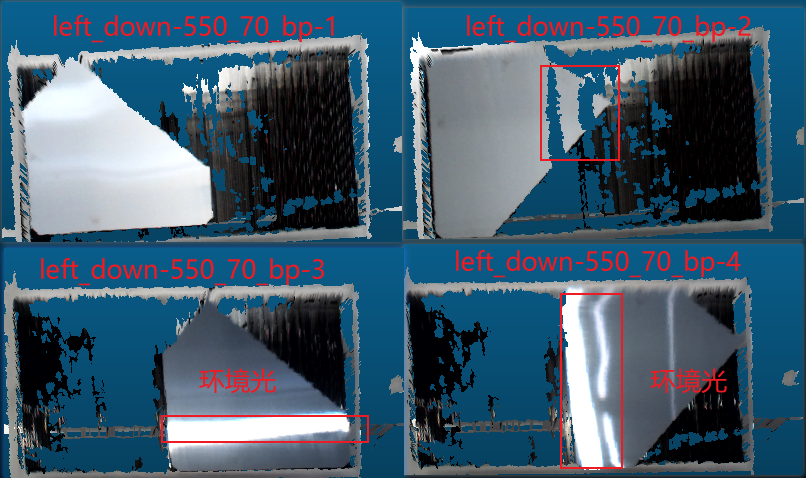 left_down-550_70_bp-1
left_down-550_70_bp-2
left_down-550_70_bp-3
left_down-550_70_bp-4
环境光
环境光